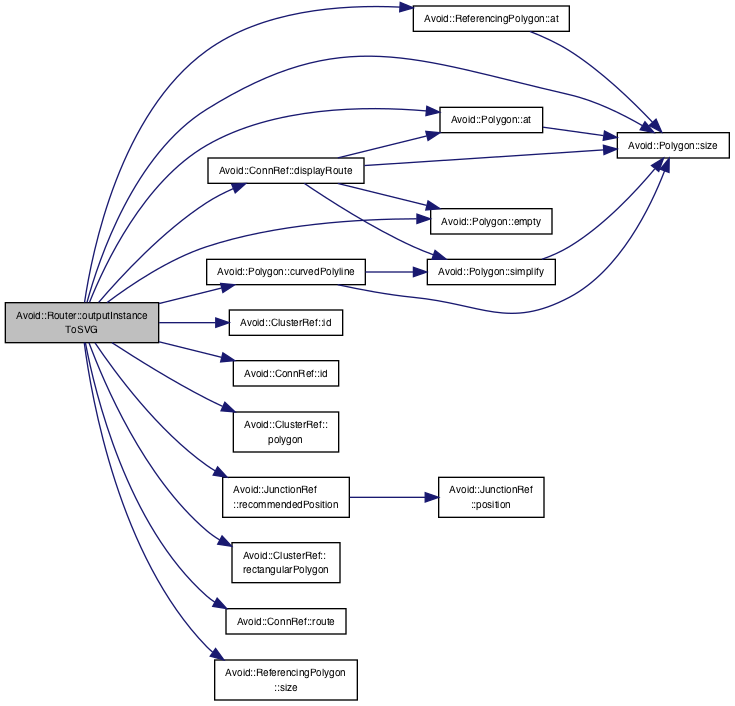 Avoid::ReferencingPolygon::at
Avoid::Polygon::at
Avoid::Polygon::size
Avoid::ConnRef::displayRoute
Avoid::Polygon::empty
Avoid::Polygon::curvedPolyline
Avoid::Polygon::simplify
Avoid::Router::outputInstance
ToSVG
Avoid::ClusterRef::id
Avoid::ConnRef::id
Avoid::ClusterRef::
polygon
Avoid::JunctionRef
::recommendedPosition
Avoid::JunctionRef
::position
Avoid::ClusterRef::
rectangularPolygon
Avoid::ConnRef::route
Avoid::ReferencingPolygon
::size